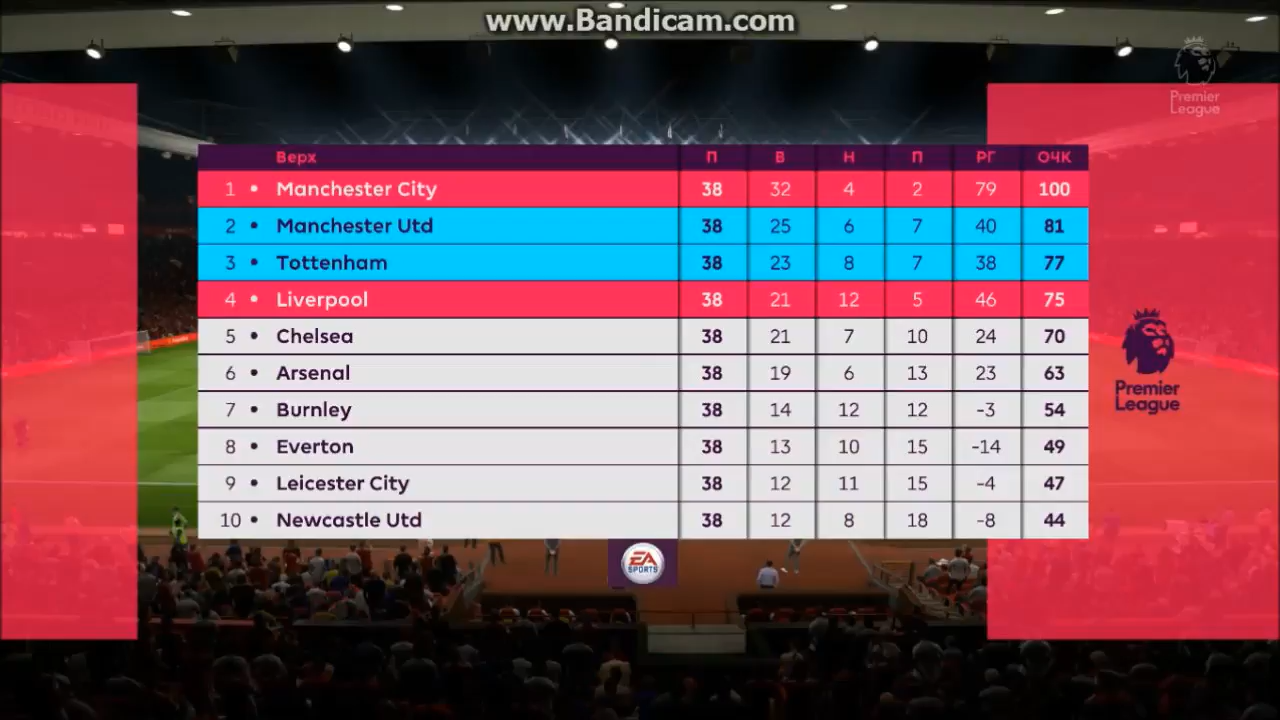 www.Bandicam.com
Premier
League
Верх П В Н П РГ ОЧК
1 • Manchester City 38 32 4 2 79 100
2 • Manchester Utd 38 25 6 7 40 81
3 • Tottenham 38 23 8 7 38 77
4 • Liverpool 38 21 12 5 46 75
5 • Chelsea 38 21 7 10 24 70
6 • Arsenal 38 19 6 13 23 63
7 • Burnley 38 14 12 12 -3 54
8 • Everton 38 13 10 15 -14 49
9 • Leicester City 38 12 11 15 -4 47
10 • Newcastle Utd 38 12 8 18 -8 44
Premier
League
EA
SPORTS